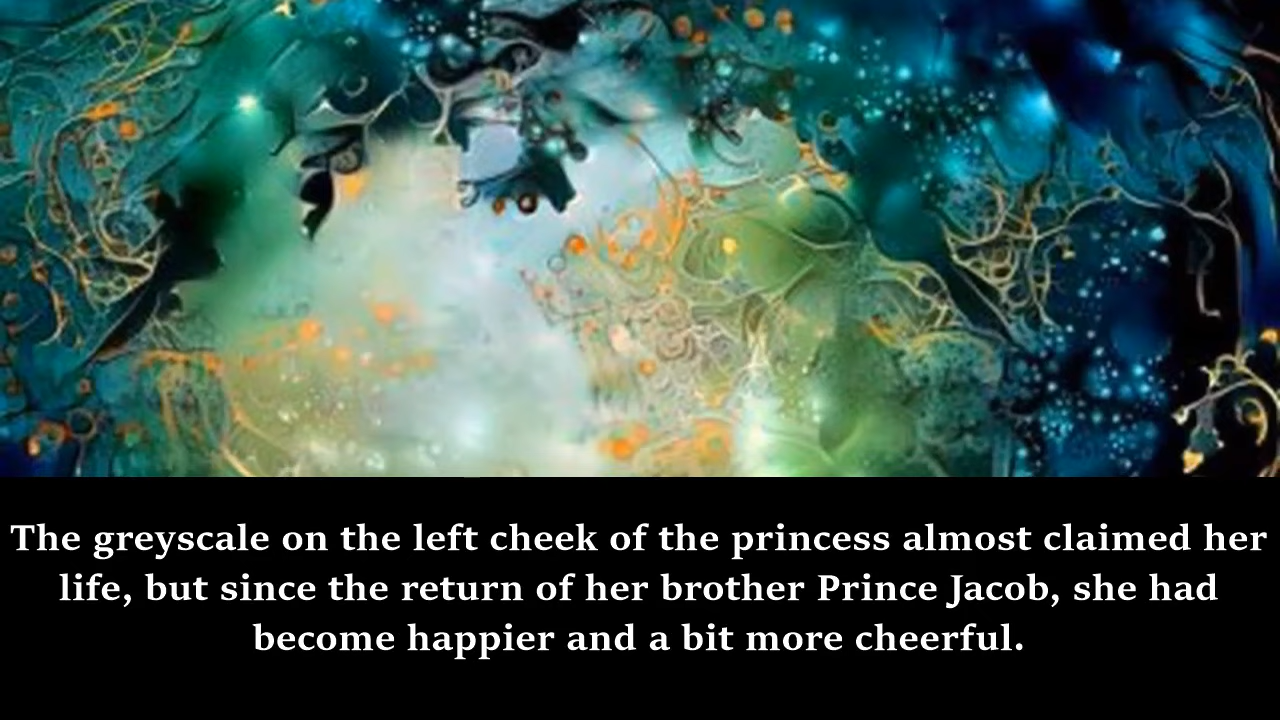 The greyscale on the left cheek of the princess almost claimed her
life, but since the return of her brother Prince Jacob, she had
become happier and a bit more cheerful.